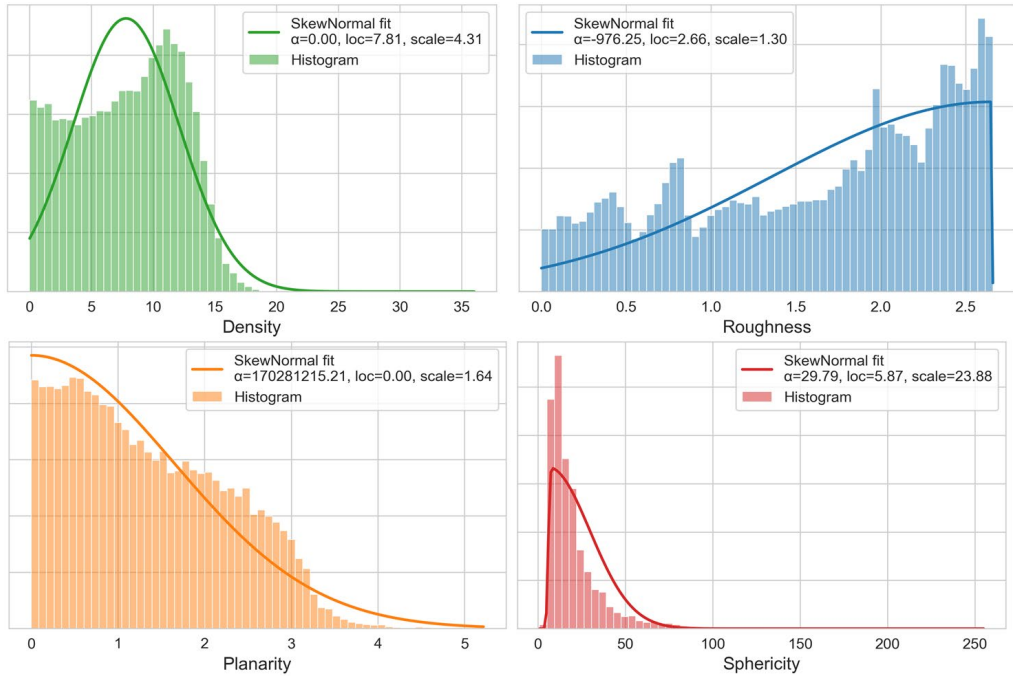 SkewNormal fit
α=0.00, loc=7.81, scale=4.31
Histogram
0 5 10 15 20 25 30 35
Density
SkewNormal fit
α=-976.25, loc=2.66, scale=1.30
Histogram
0.0 0.5 1.0 1.5 2.0 2.5
Roughness
SkewNormal fit
α=170281215.21, loc=0.00, scale=1.64
Histogram
0 1 2 3 4 5
Planarity
SkewNormal fit
α=29.79, loc=5.87, scale=23.88
Histogram
0 50 100 150 200 250
Sphericity